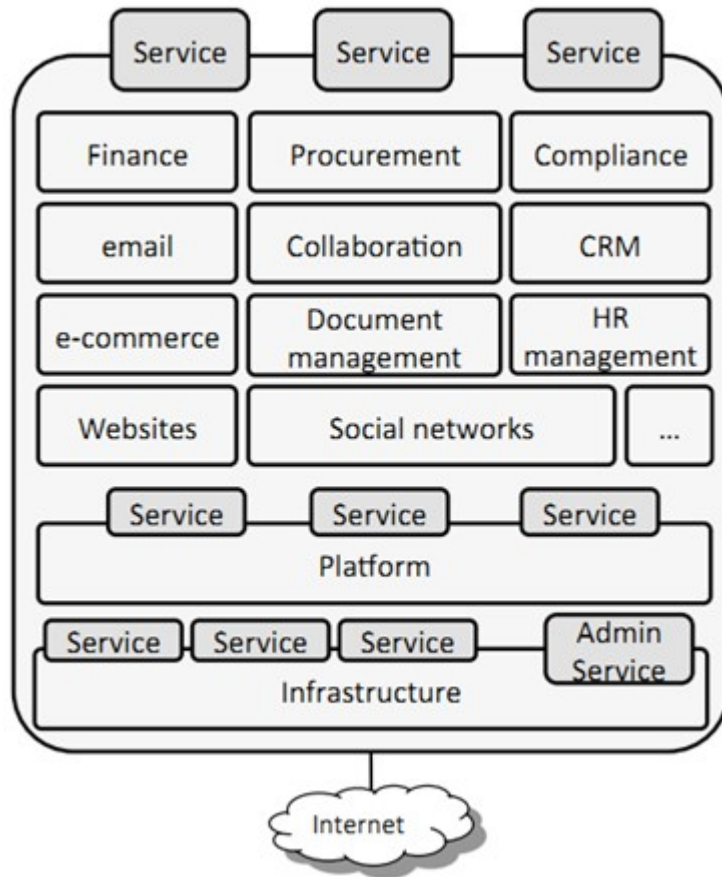 Service Service Service
Finance Procurement Compliance
email Collaboration CRM
e-commerce Document management HR management
Websites Social networks ...
Service Service Service
Platform
Service Service Service Admin Service
Infrastructure
Internet